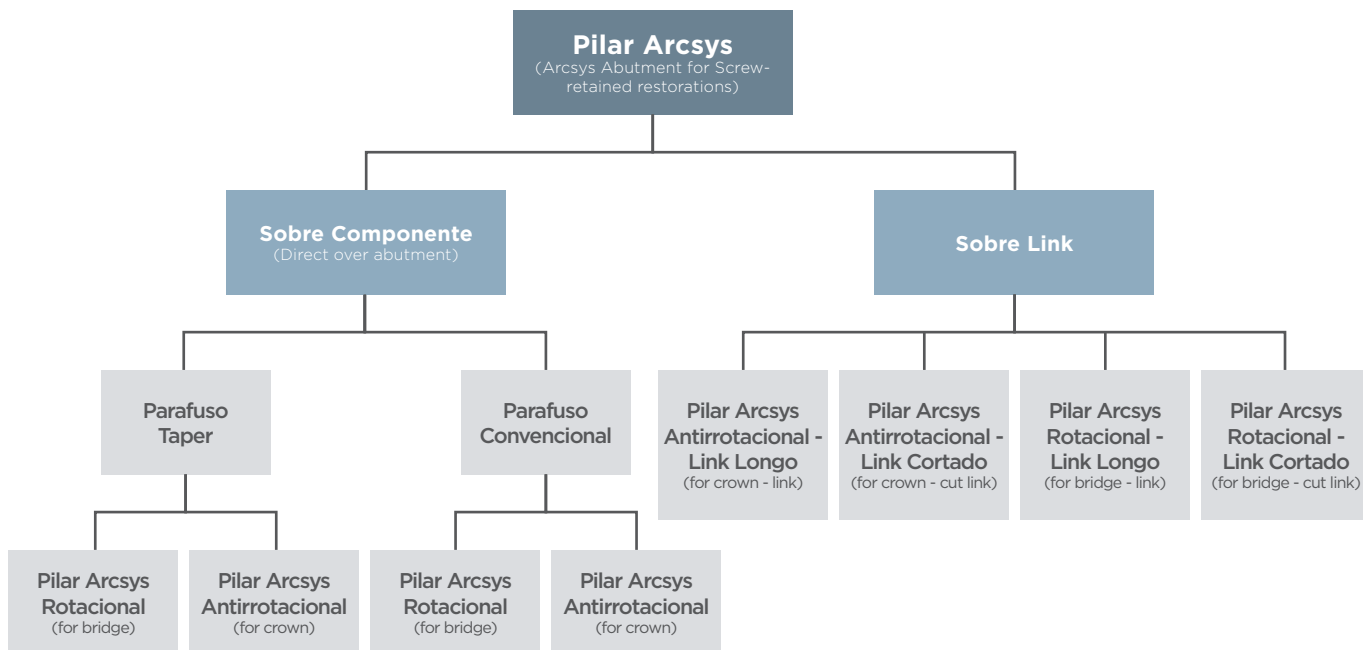 Pilar Arcsys
(Arcsys Abutment for Screw-
retained restorations)
Sobre Componente
(Direct over abutment)
Sobre Link
Parafuso
Taper
Parafuso
Convencional
Pilar Arcsys
Antirrotacional -
Link Longo
(for crown - link)
Pilar Arcsys
Antirrotacional -
Link Cortado
(for crown - cut link)
Pilar Arcsys
Rotacional -
Link Longo
(for bridge - link)
Pilar Arcsys
Rotacional -
Link Cortado
(for bridge - cut link)
Pilar Arcsys
Rotacional
(for bridge)
Pilar Arcsys
Antirrotacional
(for crown)
Pilar Arcsys
Rotacional
(for bridge)
Pilar Arcsys
Antirrotacional
(for crown)